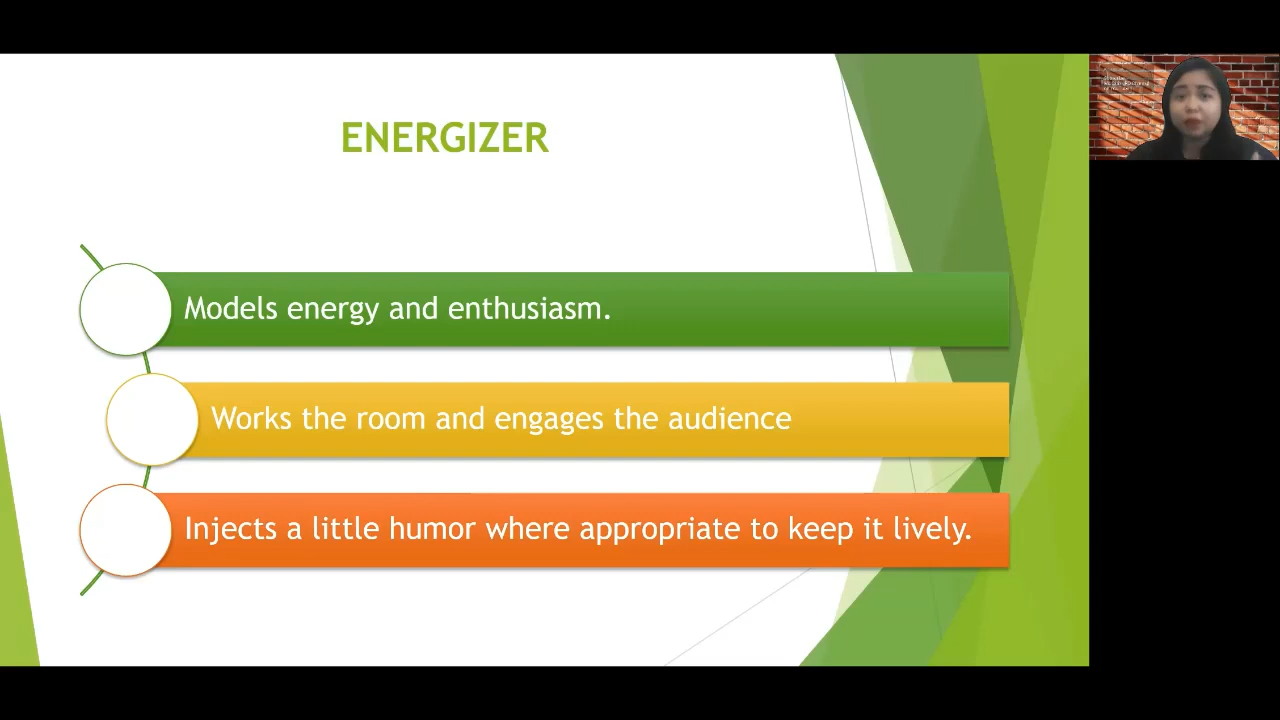 ENERGIZER
Models energy and enthusiasm.
Works the room and engages the audience
Injects a little humor where appropriate to keep it lively.